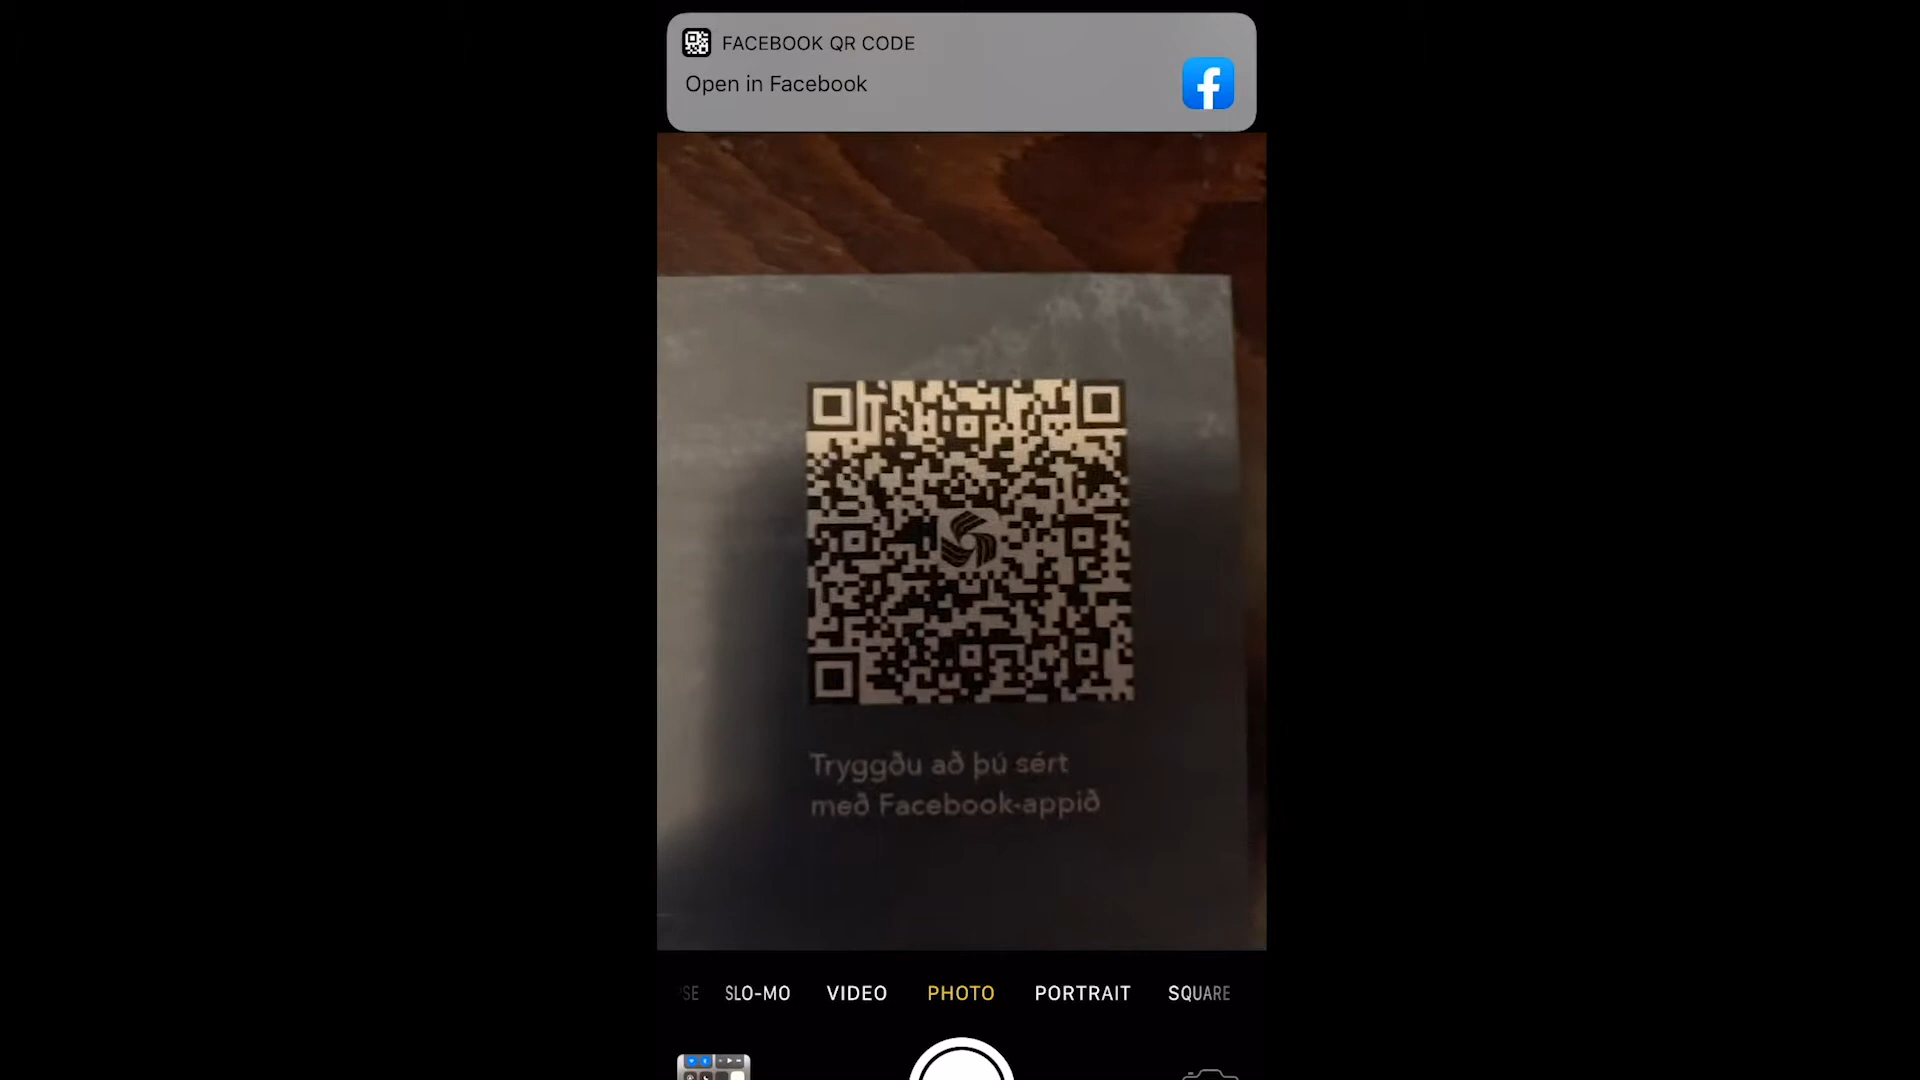 FACEBOOK QR CODE
Open in Facebook
Tryggðu að þú sért
með Facebook-appið
SLO-MO VIDEO PHOTO PORTRAIT SQUARE